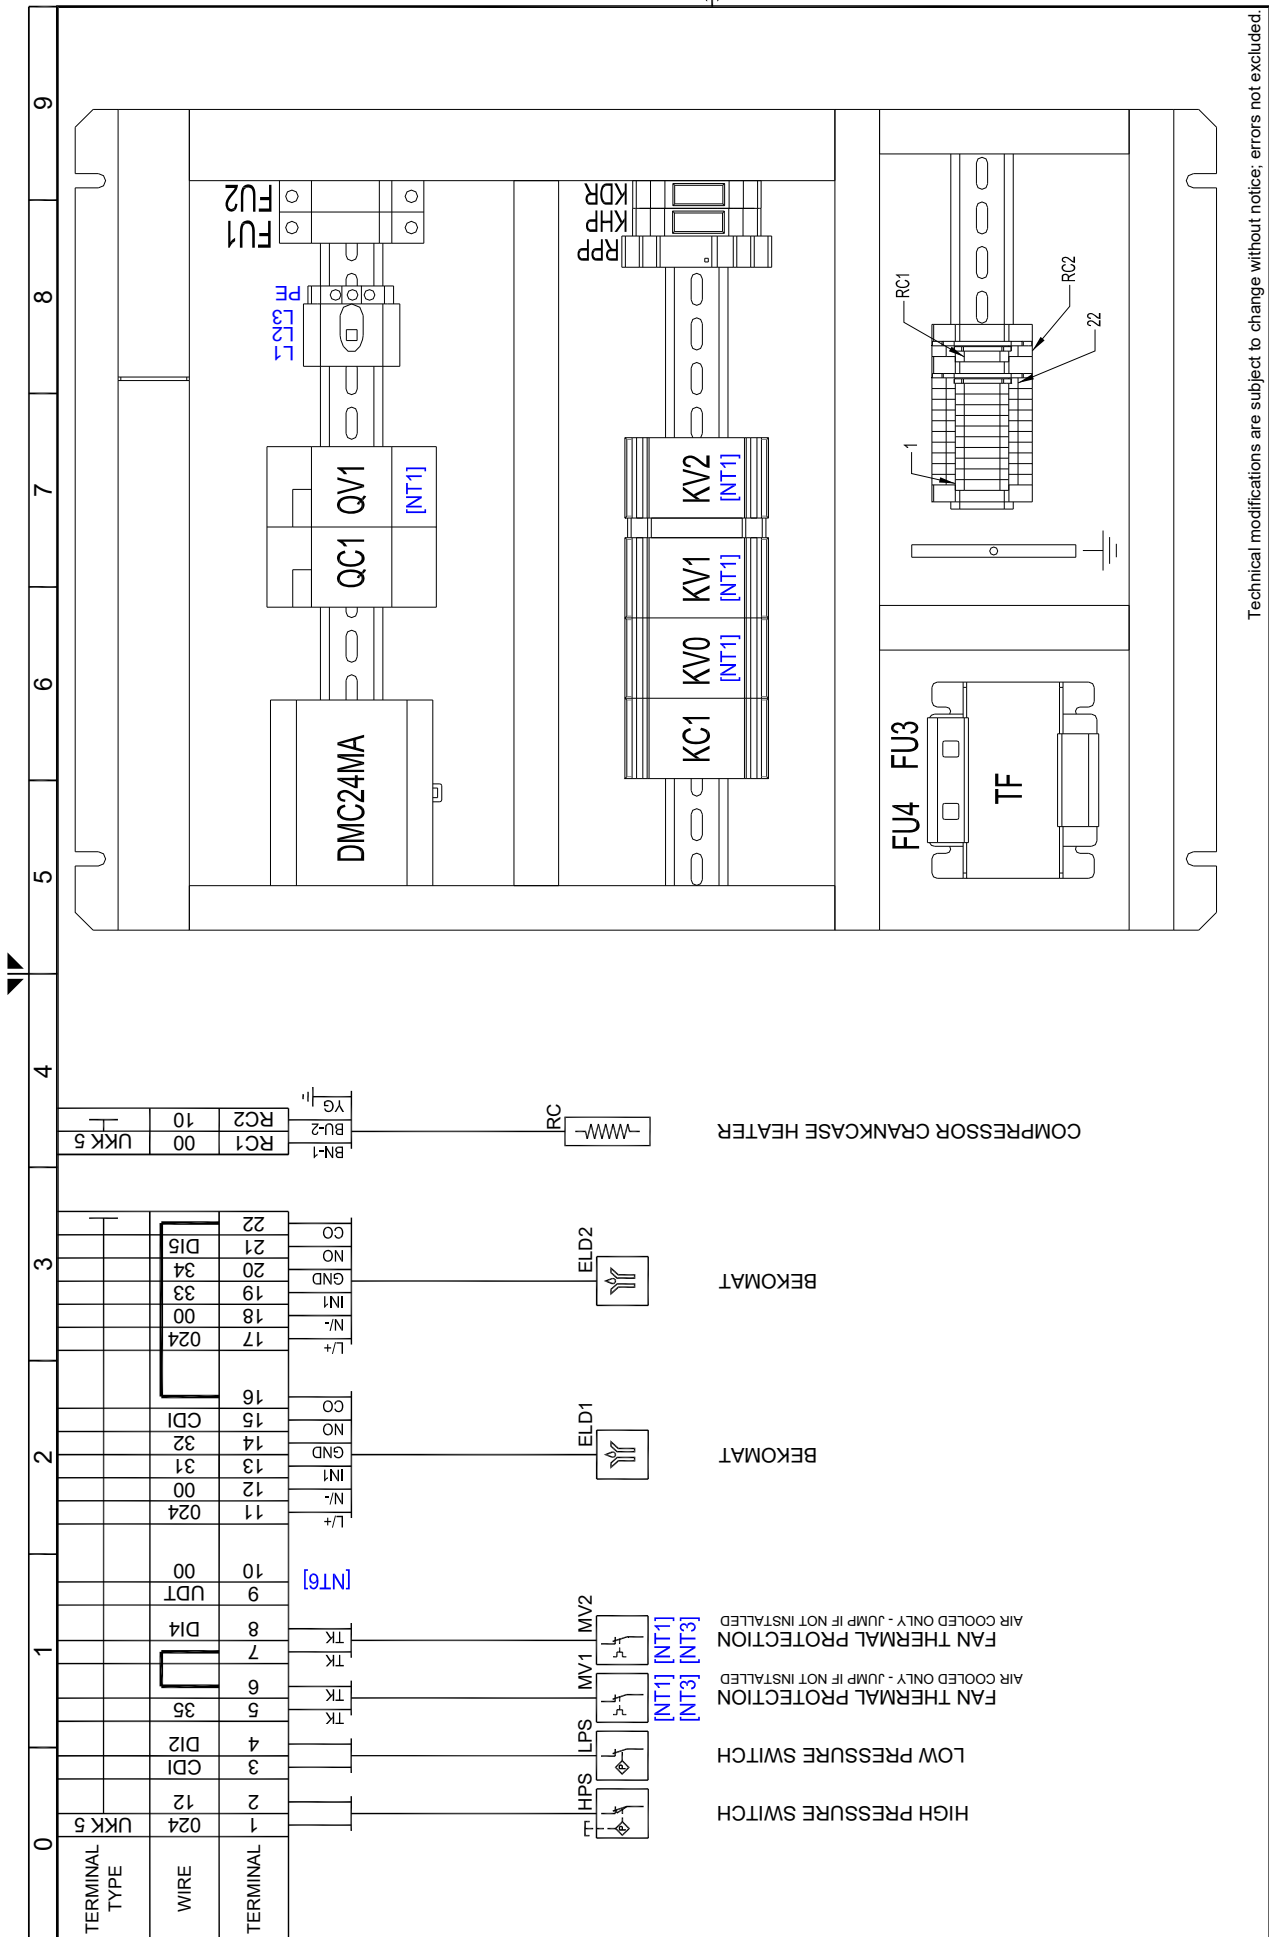 0 1 2 3 4 5 6 7 8 9
TERMINAL TYPE
WIRE
TERMINAL
UKK 5
1 024
2 12
3 CDI
4 DI2
5 35
6
7
8 DI4
9 UDT
10 00
11 024
12 00
13 31
14 32
15 CDI
16
17 024
18 00
19 33
20 34
21 DI5
22
UKK 5
RC1 00
RC2 10
TK
TK
TK
TK
[NT6]
L/+
N/-
IN1
GND
NO
CO
L/+
N/-
IN1
GND
NO
CO
BN-1
BU-2
YG
HPS
HIGH PRESSURE SWITCH
LPS
LOW PRESSURE SWITCH
MV1
[NT1]
[NT3]
FAN THERMAL PROTECTION
AIR COOLED ONLY - JUMP IF NOT INSTALLED
MV2
[NT1]
[NT3]
FAN THERMAL PROTECTION
AIR COOLED ONLY - JUMP IF NOT INSTALLED
ELD1
BEKOMAT
ELD2
BEKOMAT
RC
COMPRESSOR CRANKCASE HEATER
DMC24MA
QC1
QV1
[NT1]
L1
L2
L3
PE
FU1
FU2
KC1
KV0
[NT1]
KV1
[NT1]
KV2
[NT1]
RPP
KHP
KDR
FU4
FU3
TF
1
22
RC1
RC2
Technical modifications are subject to change without notice; errors not excluded.